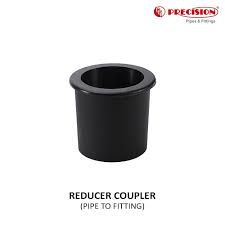 PRECISION
Pipes & Fittings
REDUCER COUPLER
(PIPE TO FITTING)